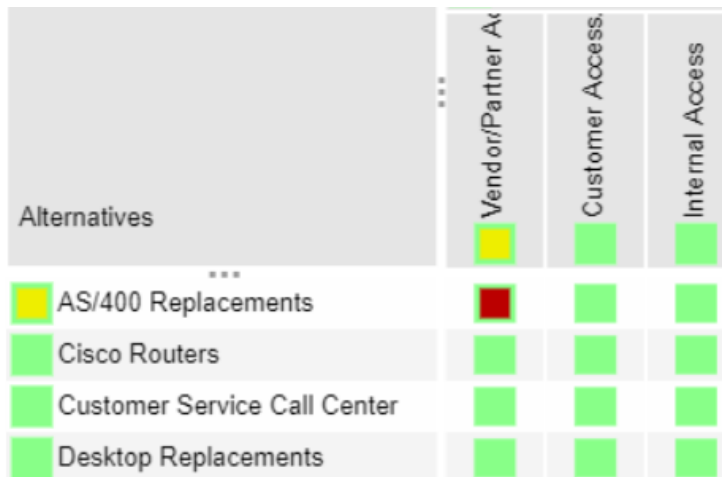 Alternatives
Vendor/Partner
Customer Access
Internal Access
AS/400 Replacements
Cisco Routers
Customer Service Call Center
Desktop Replacements